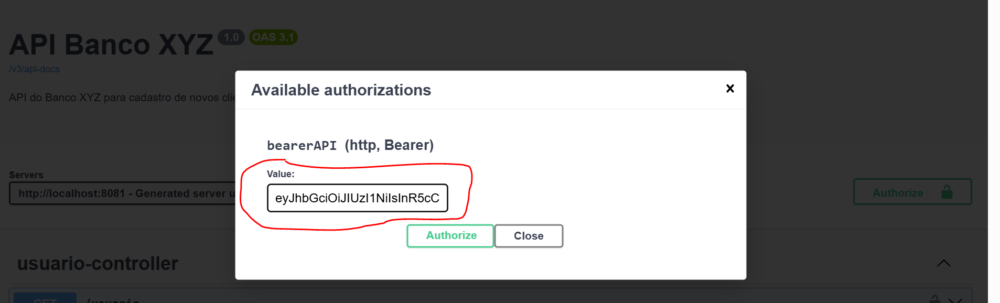 API Banco XYZ 1.0 OAS 3.1
/v3/api-docs
API do Banco XYZ para cadastro de novos
Available authorizations
bearerAPI (http, Bearer)
Value:
eyJhbGciOiJIUzI1NiIsInR5cC
Authorize Close
Servers
http://localhost:8081 - Generated server
Authorize
usuario-controller
GET /usuario